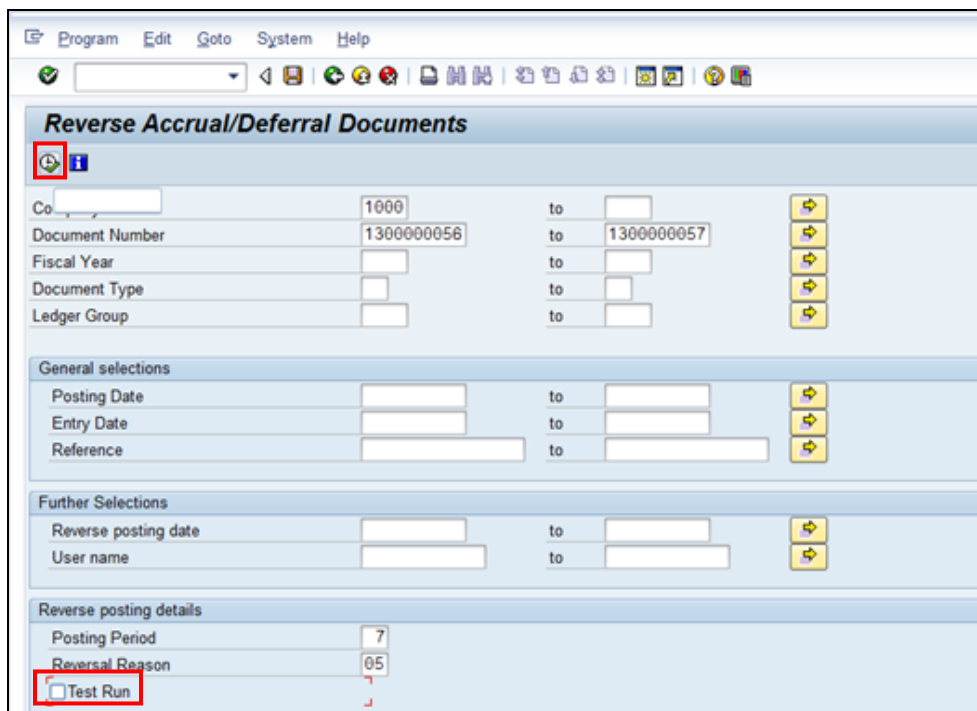 Program Edit Goto System Help
Reverse Accrual/Deferral Documents
Co 1000 to
Document Number 1300000056 to 1300000057
Fiscal Year to
Document Type to
Ledger Group to
General selections
Posting Date to
Entry Date to
Reference to
Further Selections
Reverse posting date to
User name to
Reverse posting details
Posting Period 7
Reversal Reason 05
Test Run